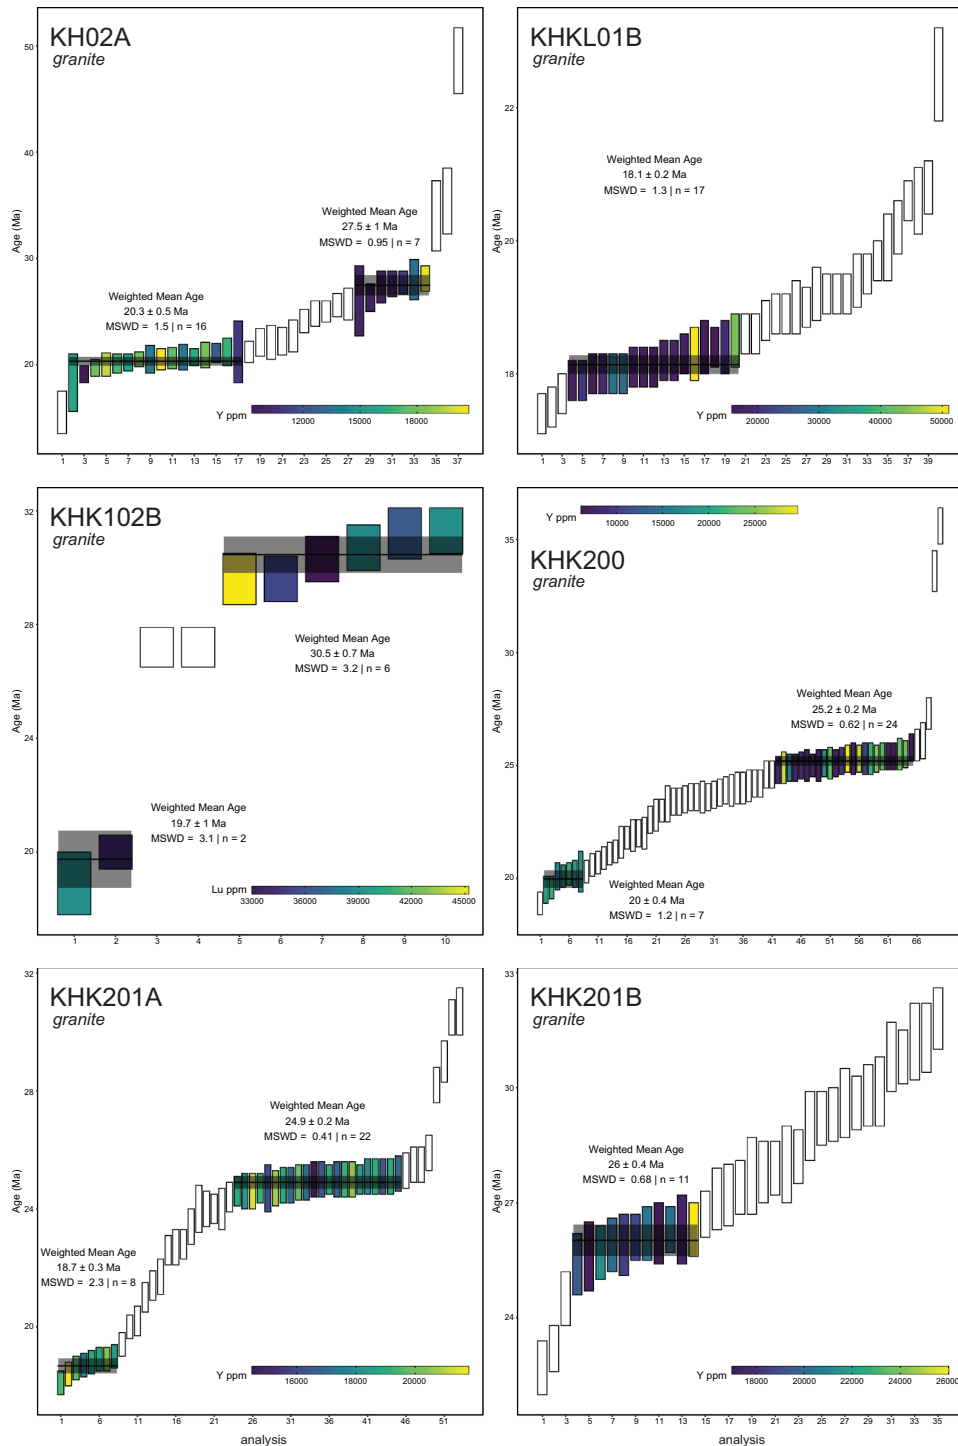 KH02A
granite
50
40
30
20
Age (Ma)
Weighted Mean Age
27.5 ± 1 Ma
MSWD = 0.95 | n = 7
Weighted Mean Age
20.3 ± 0.5 Ma
MSWD = 1.5 | n = 16
Y ppm
12000 15000 18000
1 3 5 7 9 11 13 15 17 19 21 23 25 27 29 31 33 35 37
KHKL01B
granite
22
20
18
Age (Ma)
Weighted Mean Age
18.1 ± 0.2 Ma
MSWD = 1.3 | n = 17
Y ppm
20000 30000 40000 50000
1 3 5 7 9 11 13 15 17 19 21 23 25 27 29 31 33 35 37 39
KHK102B
granite
32
28
24
20
Age (Ma)
Weighted Mean Age
30.5 ± 0.7 Ma
MSWD = 3.2 | n = 6
Weighted Mean Age
19.7 ± 1 Ma
MSWD = 3.1 | n = 2
Lu ppm
33000 36000 39000 42000 45000
1 2 3 4 5 6 7 8 9 10
Y ppm
10000 15000 20000 25000
KHK200
granite
35
30
25
20
Age (Ma)
Weighted Mean Age
25.2 ± 0.2 Ma
MSWD = 0.62 | n = 24
Weighted Mean Age
20 ± 0.4 Ma
MSWD = 1.2 | n = 7
1 6 11 16 21 26 31 36 41 46 51 56 61 66
KHK201A
granite
32
28
24
20
Age (Ma)
Weighted Mean Age
24.9 ± 0.2 Ma
MSWD = 0.41 | n = 22
Weighted Mean Age
18.7 ± 0.3 Ma
MSWD = 2.3 | n = 8
Y ppm
16000 18000 20000
1 6 11 16 21 26 31 36 41 46 51
analysis
KHK201B
granite
33
30
27
24
Age (Ma)
Weighted Mean Age
26 ± 0.4 Ma
MSWD = 0.68 | n = 11
Y ppm
18000 20000 22000 24000 26000
1 3 5 7 9 11 13 15 17 19 21 23 25 27 29 31 33 35
analysis